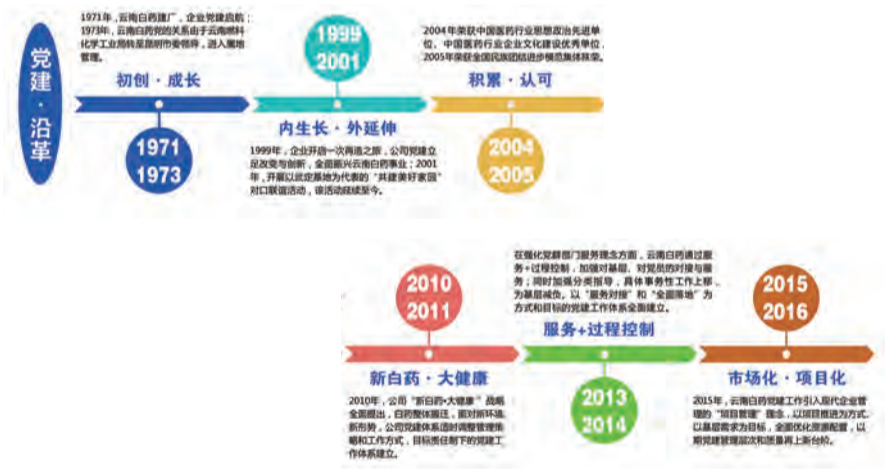 党建·沿革
1971年，云南白药建厂，企业党建启航；
1973年，云南白药党的关系由于云南燃料
化学工业局转至昆明市委领导，进入属地
管理。
初创·成长
1971
1973
1999
2001
内生长·外延伸
1999年，企业开启一次再造之旅，公司党建立
足改变与创新，全面振兴云南白药事业；2001
年，开展以武定基地为代表的“共建美好家园”
对口联谊活动，该活动延续至今。
2004年荣获中国医药行业思想政治先进单
位、中国医药行业企业文化建设优秀单位，
2005年荣获全国民族团结进步模范集体殊荣。
积累·认可
2004
2005
2010
2011
新白药·大健康
2010年，公司“新白药·大健康”战略
全面提出，白药整体搬迁，面对新环境、
新形势，公司党建体系适时调整管理策
略和工作方式，目标责任制下的党建工
作体系建立。
在强化党群部门服务理念方面，云南白药通过服
务+过程控制，加强对基层、对党员的对接与服
务；同时加强分类指导，具体事务性工作上移，
为基层减负。以“服务对接”和“全面落地”为
方式和目标的党建工作体系全面建立。
服务+过程控制
2013
2014
2015
2016
市场化·项目化
2015年，云南白药党建工作引入现代企业管
理的“项目管理”理念，以项目推进为方式，
以基层需求为目标，全面优化资源配置，以
期党建管理层次和质量再上新台阶。